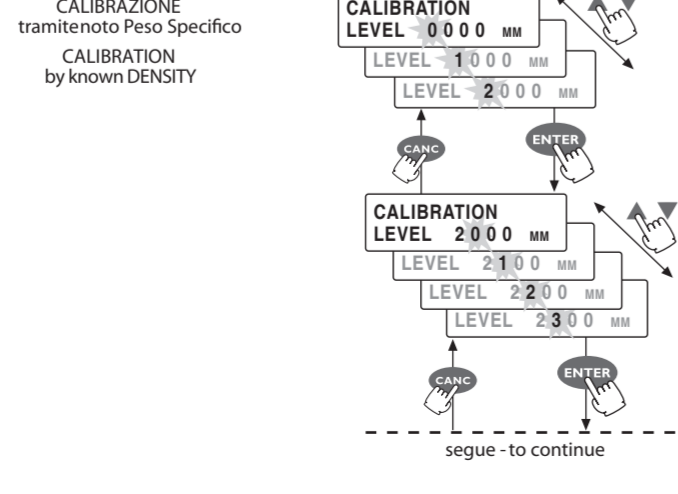 CALIBRAZIONE
tramitenoto Peso Specifico
CALIBRATION
by known DENSITY
CALIBRATION
LEVEL 0000 MM
LEVEL 1000 MM
LEVEL 2000 MM
CANC
ENTER
CALIBRATION
LEVEL 2000 MM
LEVEL 2100 MM
LEVEL 2200 MM
LEVEL 2300 MM
CANC
ENTER
segue - to continue